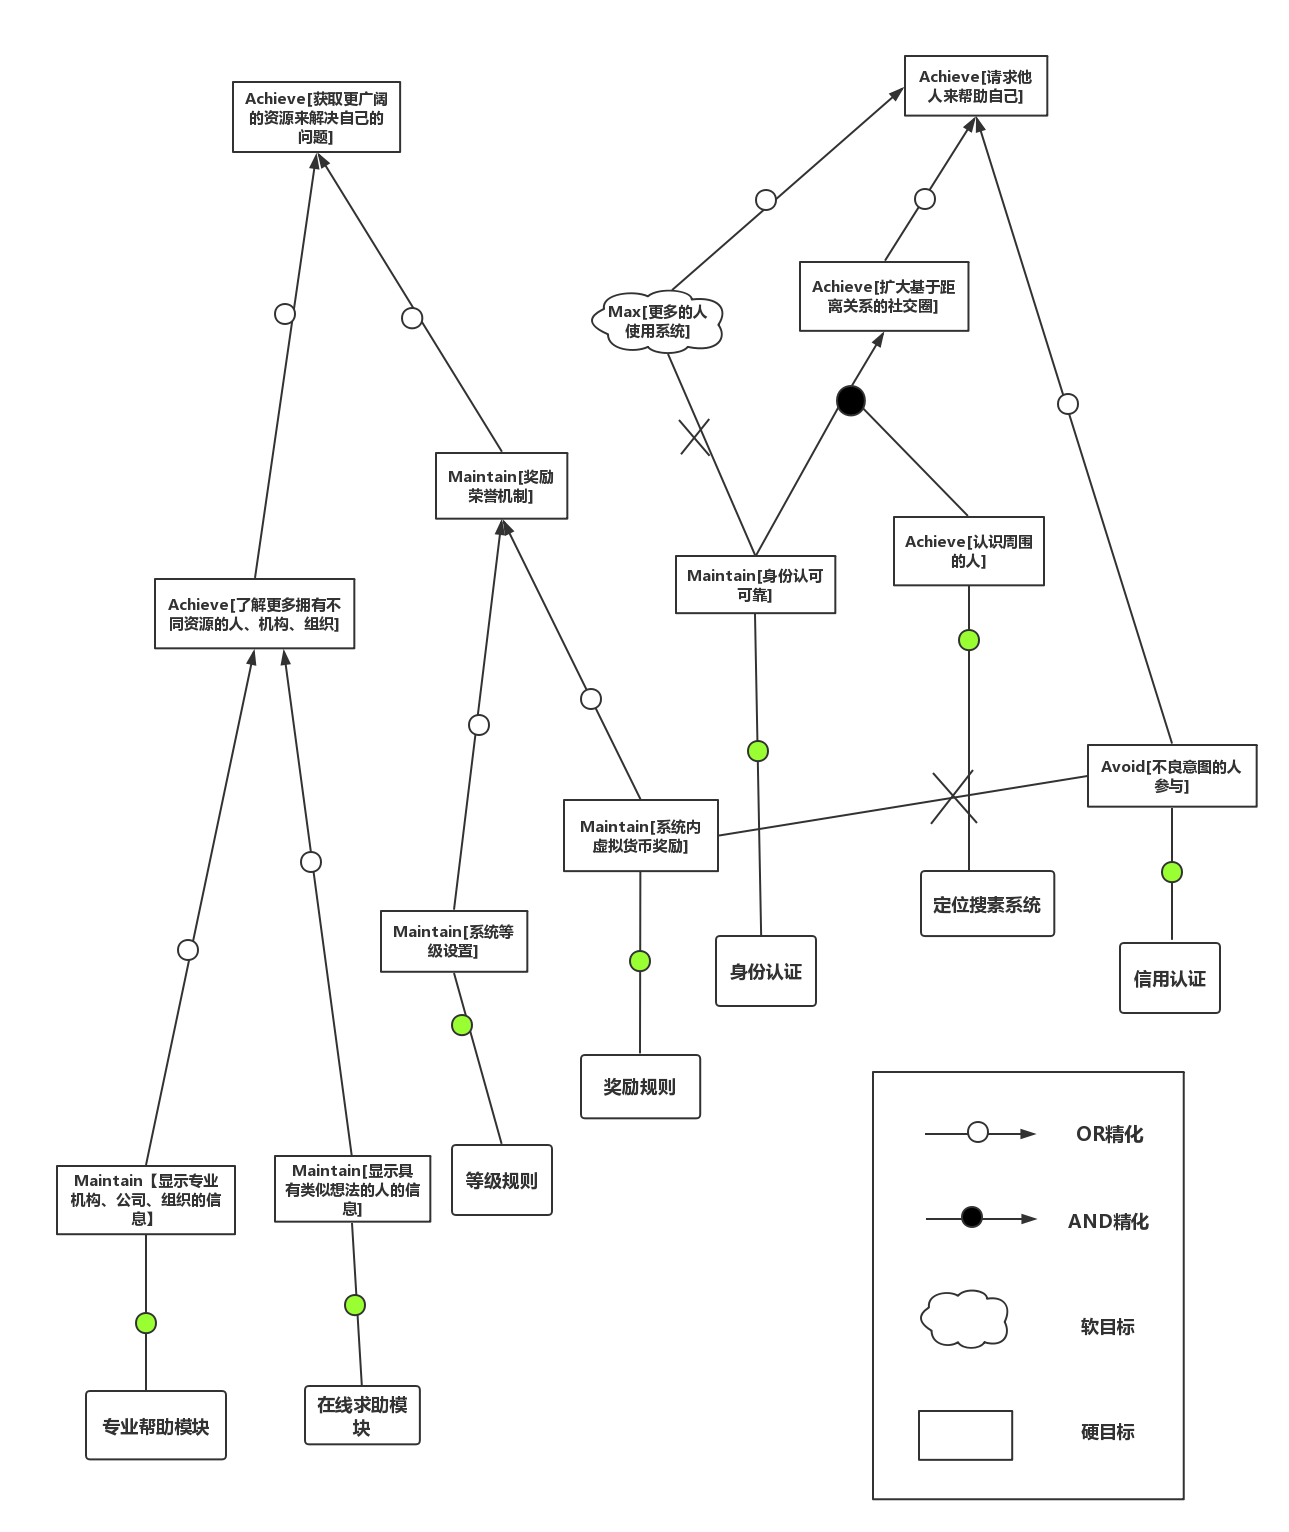 Achieve[请求他
人来帮助自己]
Achieve[获取更广阔
的资源来解决自己的
问题]
Achieve[扩大基于距
离关系的社交圈]
Max[更多的人
使用系统]
Maintain[奖励
荣誉机制]
Achieve[认识周围
的人]
Maintain[身份认可
可靠]
Achieve[了解更多拥有不
同资源的人、机构、组织]
Avoid[不良意图的人
参与]
Maintain[系统内
虚拟货币奖励]
定位搜素系统
Maintain[系统等
级设置]
身份认证
信用认证
奖励规则
OR精化
等级规则
Maintain【显示专业
机构、公司、组织的信
息】
Maintain[显示具
有类似想法的人的信
息]
AND精化
软目标
专业帮助模块
在线求助模
块
硬目标